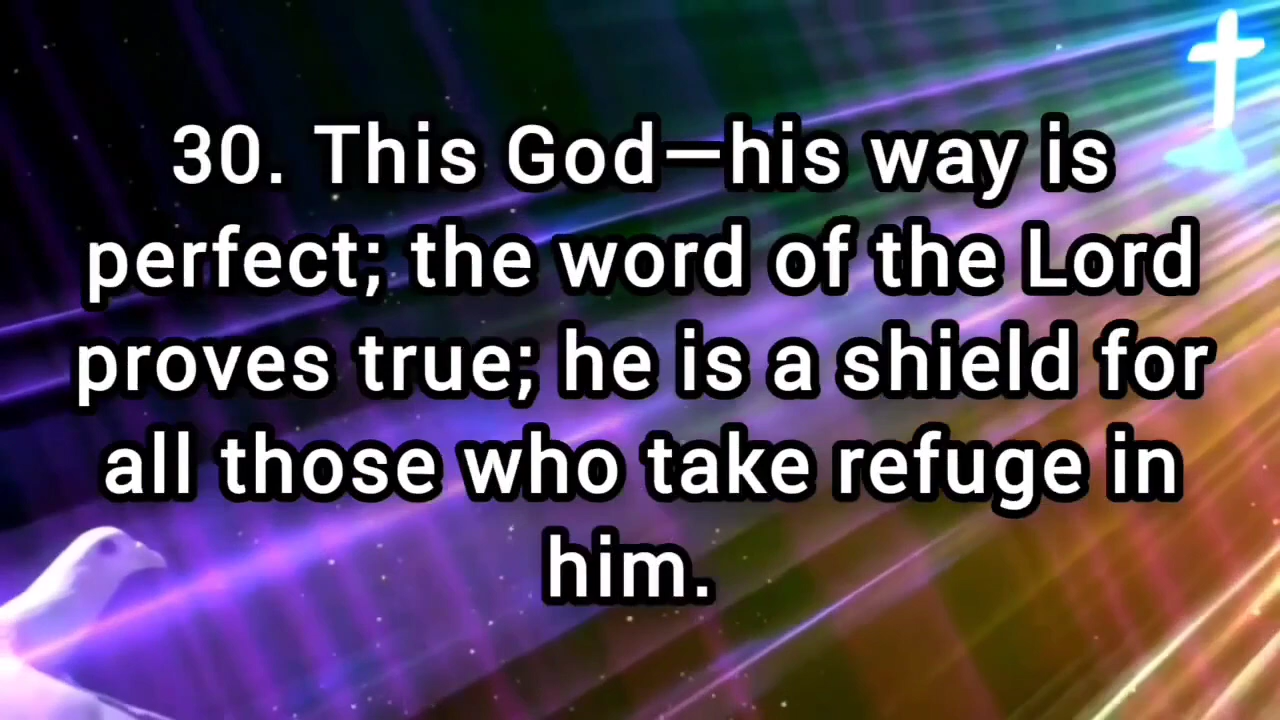 30. This God—his way is
perfect; the word of the Lord
proves true; he is a shield for
all those who take refuge in
him.